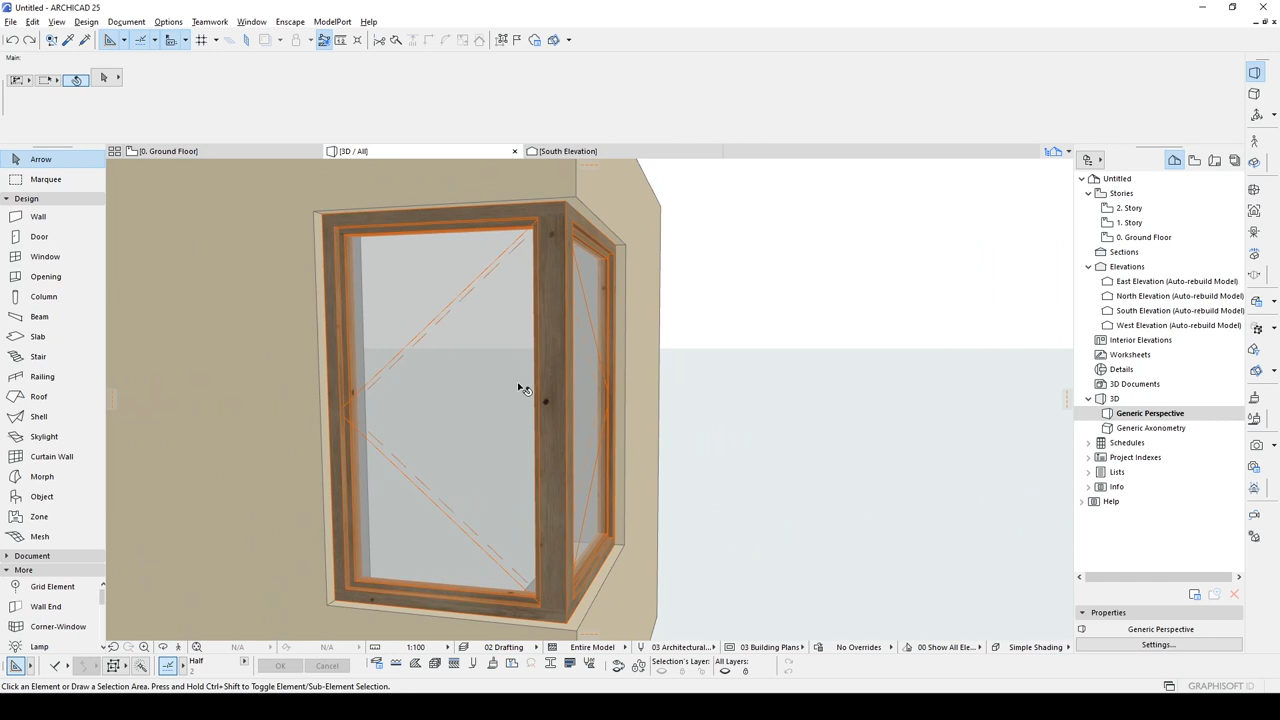 Untitled - ARCHICAD 25
File Edit View Design Document Options Teamwork Window Enscape ModelPort Help
Main:
[0. Ground Floor] [3D / All] [South Elevation]
Arrow
Marquee
Design
Wall
Door
Window
Opening
Column
Beam
Slab
Stair
Railing
Roof
Shell
Skylight
Curtain Wall
Morph
Object
Zone
Mesh
Document
More
Grid Element
Wall End
Corner-Window
Lamp
Untitled
Stories
2. Story
1. Story
0. Ground Floor
Sections
Elevations
East Elevation (Auto-rebuild Model)
North Elevation (Auto-rebuild Model)
South Elevation (Auto-rebuild Model)
West Elevation (Auto-rebuild Model)
Interior Elevations
Worksheets
Details
3D Documents
3D
Generic Perspective
Generic Axonometry
Schedules
Project Indexes
Lists
Info
Help
Properties
Generic Perspective
Settings...
N/A N/A 1:100 02 Drafting Entire Model 03 Architectural... 03 Building Plans No Overrides 00 Show All Ele... Simple Shading
Half
2
OK Cancel
Selection's Layer: All Layers:
Click an Element or Draw a Selection Area. Press and Hold Ctrl+Shift to Toggle Element/Sub-Element Selection.
GRAPHISOFT ID